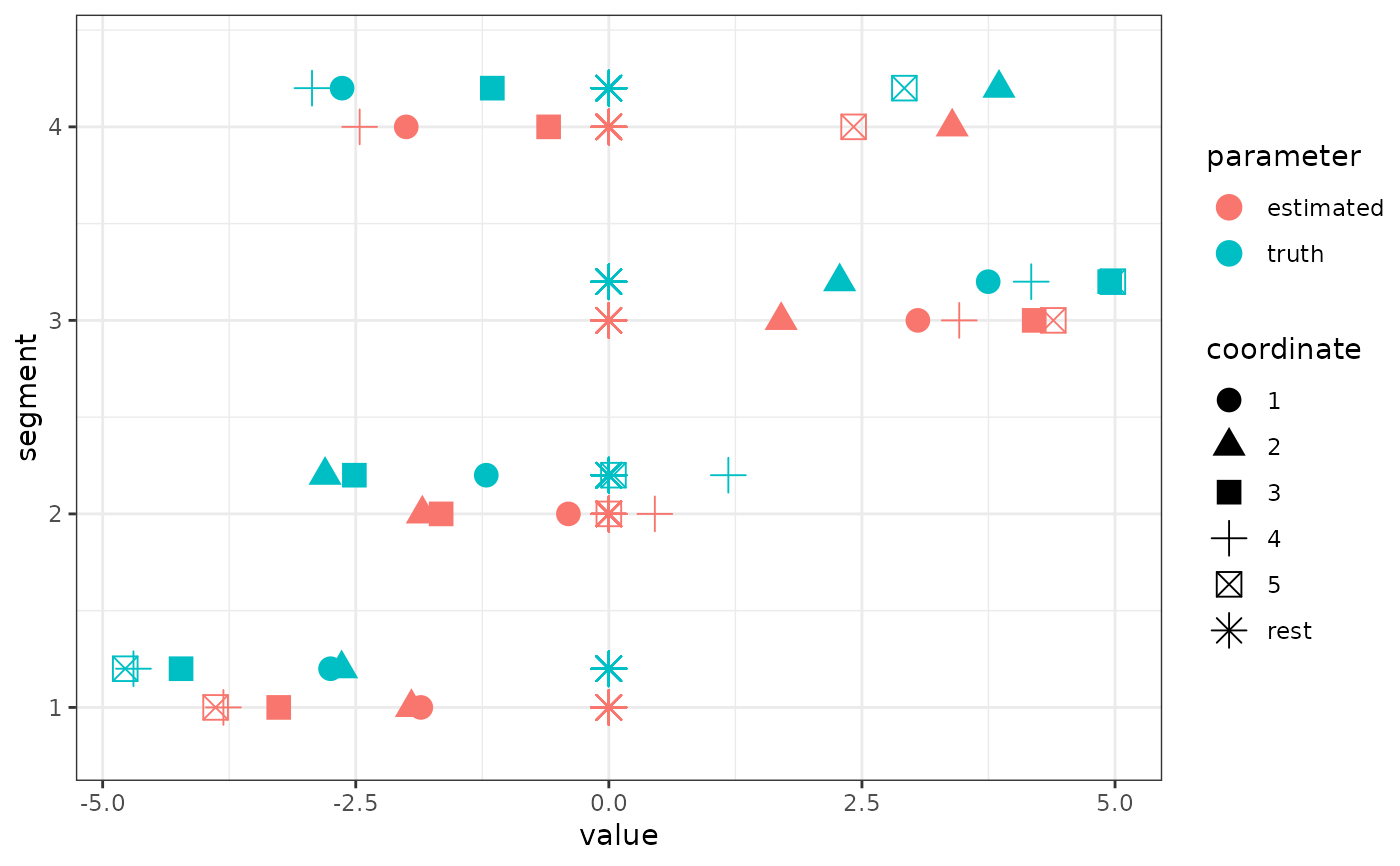 4
3
2
1
segment
-5.0
-2.5
0.0
2.5
5.0
value
parameter
estimated
truth
coordinate
1
2
3
4
5
rest